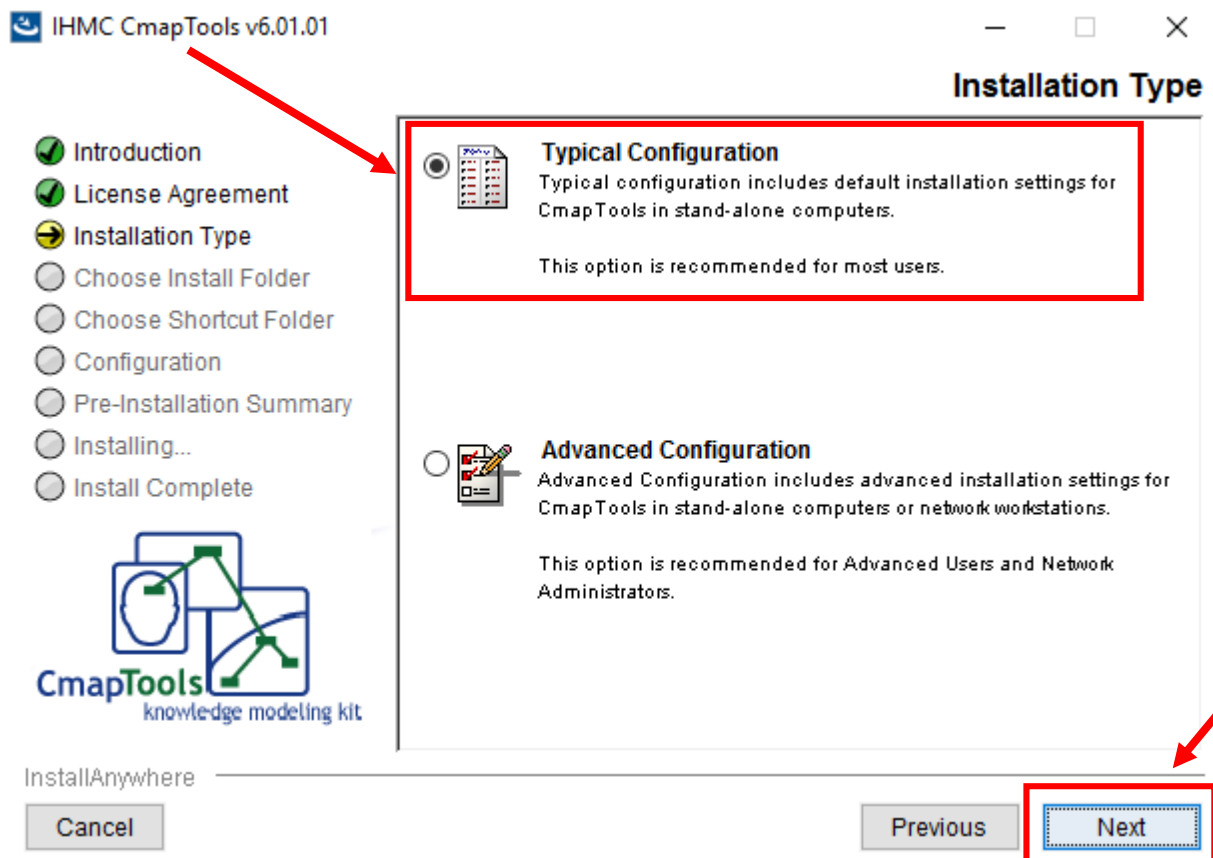 IHMC CmapTools v6.01.01
Installation Type
Introduction
License Agreement
Installation Type
Choose Install Folder
Choose Shortcut Folder
Configuration
Pre-Installation Summary
Installing...
Install Complete
Typical Configuration
Typical configuration includes default installation settings for
CmapTools in stand-alone computers.
This option is recommended for most users.
Advanced Configuration
Advanced Configuration includes advanced installation settings for
CmapTools in stand-alone computers or network workstations.
This option is recommended for Advanced Users and Network
Administrators.
CmapTools
knowledge modeling kit
InstallAnywhere
Cancel
Previous
Next